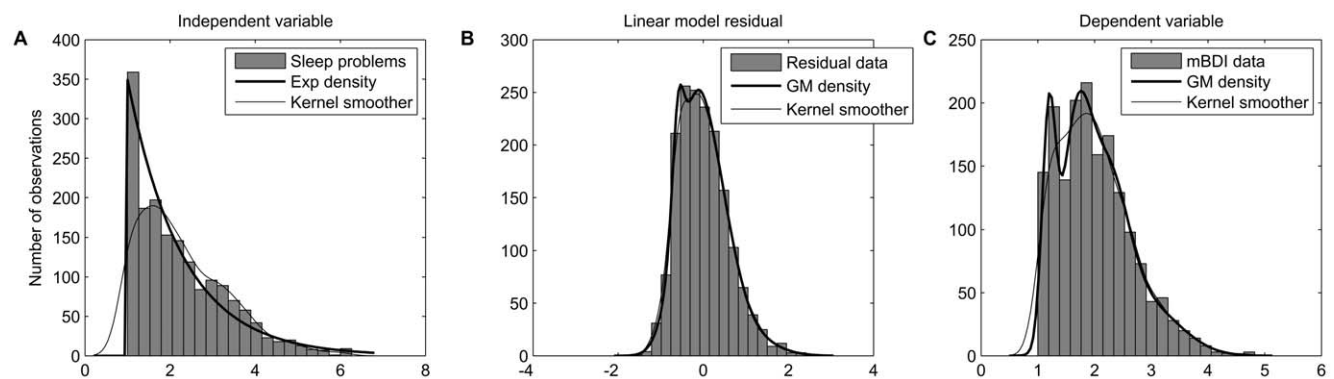 Independent variable
A
Number of observations
400
350
300
250
200
150
100
50
0
0 2 4 6 8
Sleep problems
Exp density
Kernel smoother
Linear model residual
B
300
250
200
150
100
50
0
-4 -2 0 2 4
Residual data
GM density
Kernel smoother
Dependent variable
C
250
200
150
100
50
0
0 1 2 3 4 5 6
mBDI data
GM density
Kernel smoother